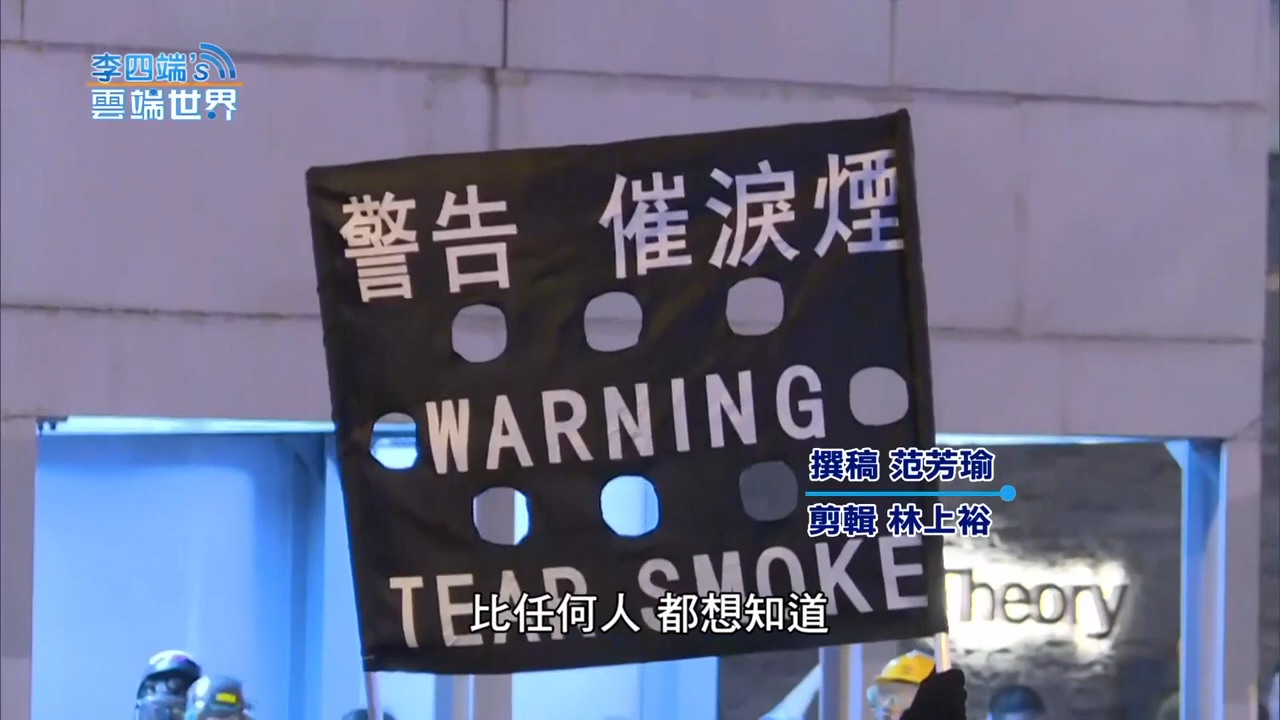 李四端's
雲端世界
警告 催淚煙
WARNING
撰稿 范芳瑜
剪輯 林上裕
TEAR SMOKE
Theory
比任何人 都想知道